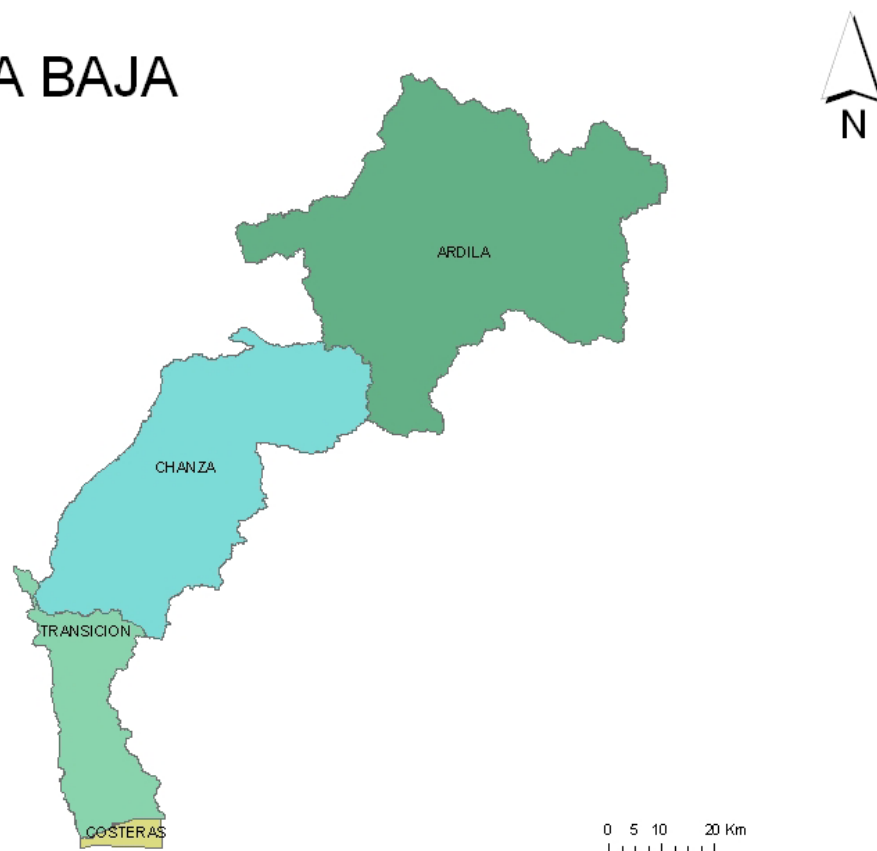 A BAJA
N
ARDILA
CHANZA
TRANSICION
COSTERAS
0 5 10 20 Km